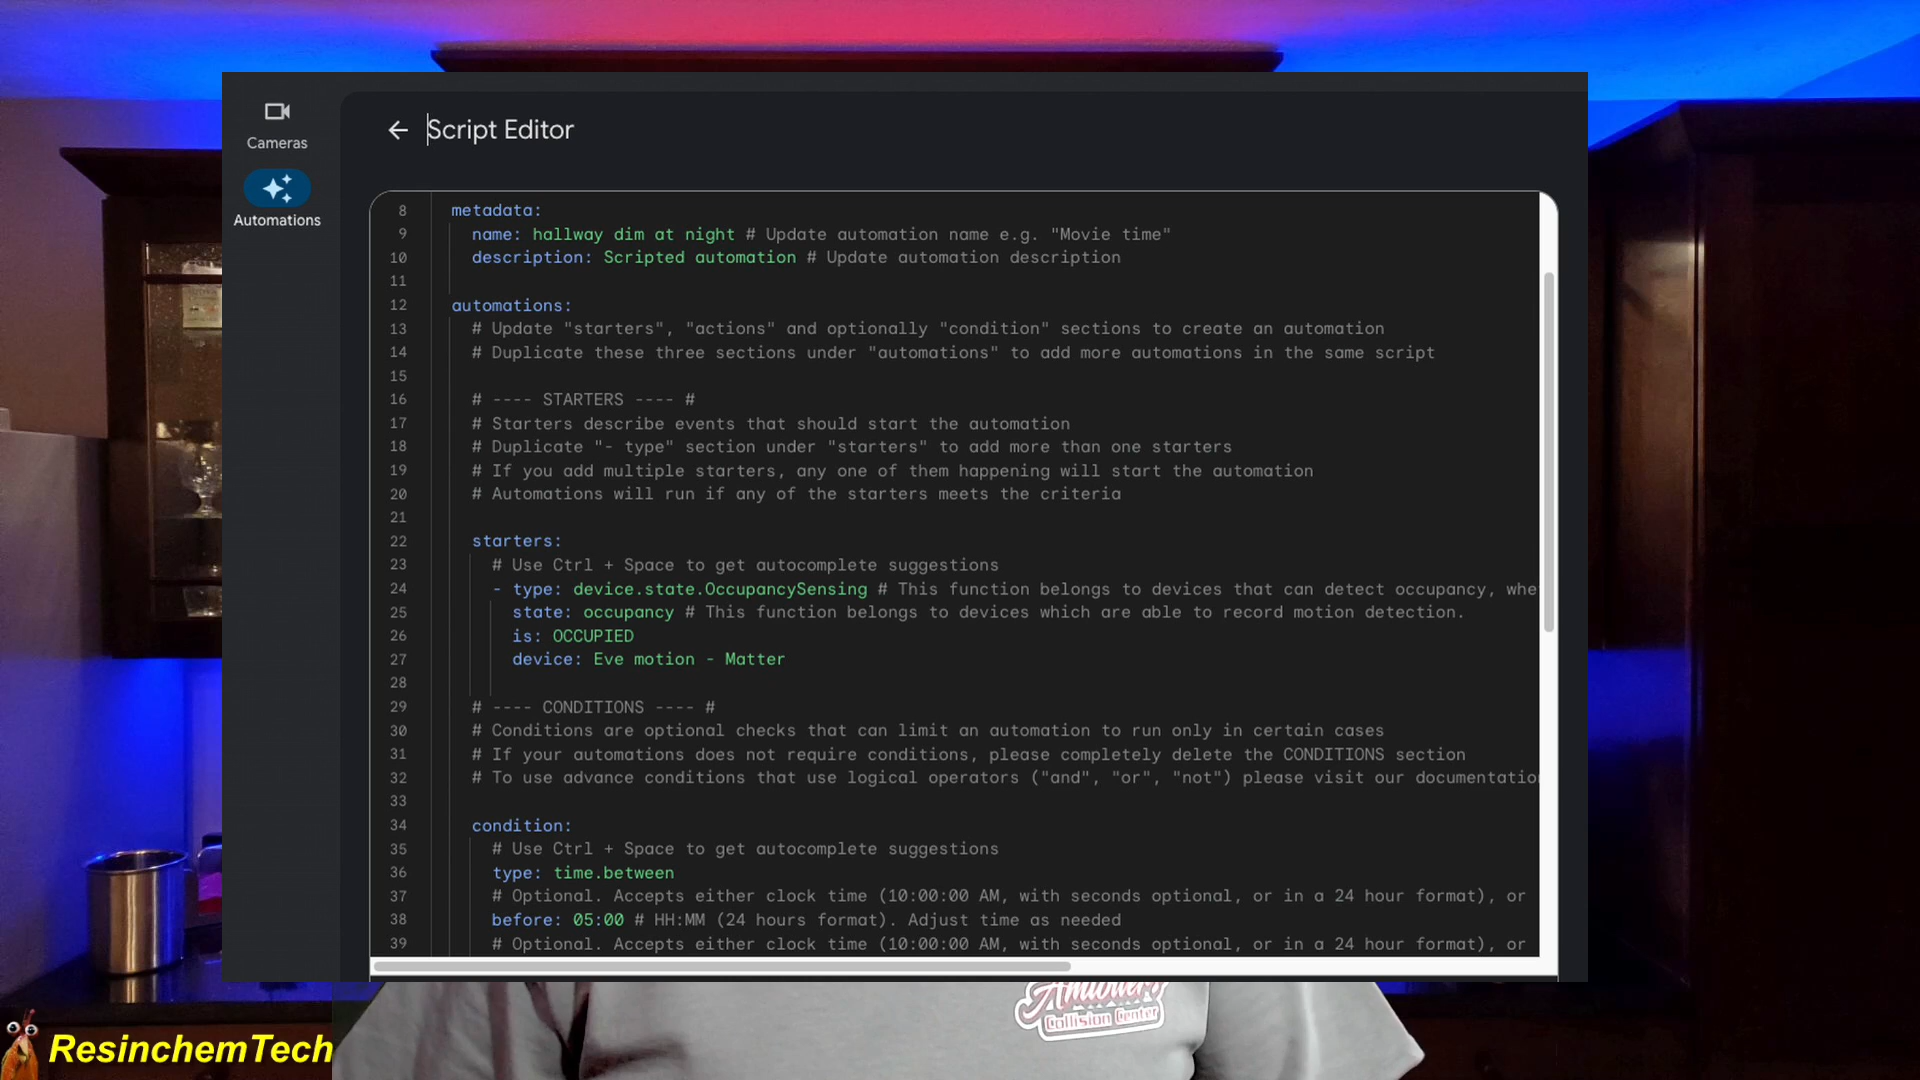 Cameras
Automations
Script Editor
8 metadata:
9 name: hallway dim at night # Update automation name e.g. "Movie time"
10 description: Scripted automation # Update automation description
11
12 automations:
13 # Update "starters", "actions" and optionally "condition" sections to create an automation
14 # Duplicate these three sections under "automations" to add more automations in the same script
15
16 # ---- STARTERS ---- #
17 # Starters describe events that should start the automation
18 # Duplicate "- type" section under "starters" to add more than one starters
19 # If you add multiple starters, any one of them happening will start the automation
20 # Automations will run if any of the starters meets the criteria
21
22 starters:
23 # Use Ctrl + Space to get autocomplete suggestions
24 - type: device.state.OccupancySensing # This function belongs to devices that can detect occupancy, whe
25 state: occupancy # This function belongs to devices which are able to record motion detection.
26 is: OCCUPIED
27 device: Eve motion - Matter
28
29 # ---- CONDITIONS ---- #
30 # Conditions are optional checks that can limit an automation to run only in certain cases
31 # If your automations does not require conditions, please completely delete the CONDITIONS section
32 # To use advance conditions that use logical operators ("and", "or", "not") please visit our documentatio
33
34 condition:
35 # Use Ctrl + Space to get autocomplete suggestions
36 type: time.between
37 # Optional. Accepts either clock time (10:00:00 AM, with seconds optional, or in a 24 hour format), or
38 before: 05:00 # HH:MM (24 hours format). Adjust time as needed
39 # Optional. Accepts either clock time (10:00:00 AM, with seconds optional, or in a 24 hour format), or
Collision Center
ResinchemTech